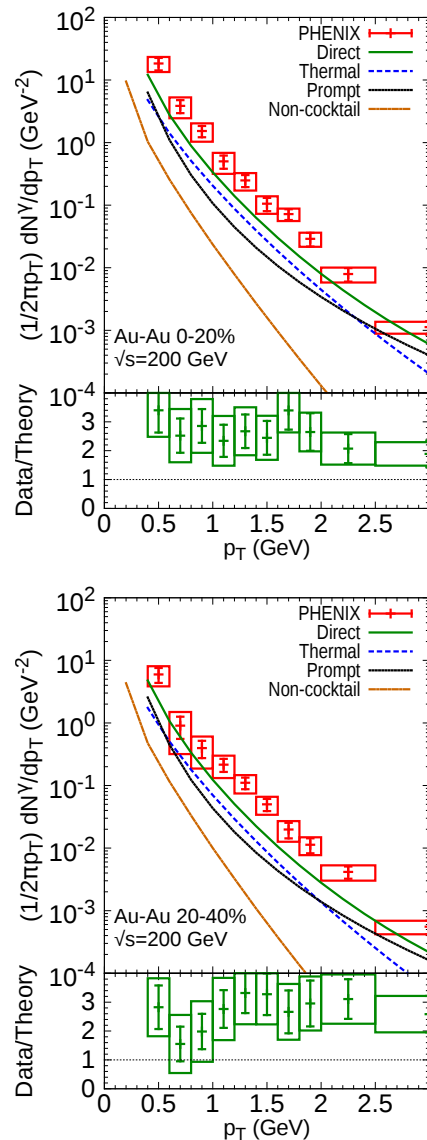 10^2
10^1
10^0
10^-1
10^-2
10^-3
10^-4
(1/2πp_T) dN^γ/dp_T (GeV^-2)
PHENIX
Direct
Thermal
Prompt
Non-cocktail
Au-Au 0-20%
√s=200 GeV
Data/Theory
3
2
1
0
0.5 1 1.5 2 2.5
p_T (GeV)
10^2
10^1
10^0
10^-1
10^-2
10^-3
10^-4
(1/2πp_T) dN^γ/dp_T (GeV^-2)
PHENIX
Direct
Thermal
Prompt
Non-cocktail
Au-Au 20-40%
√s=200 GeV
Data/Theory
3
2
1
0
0.5 1 1.5 2 2.5
p_T (GeV)